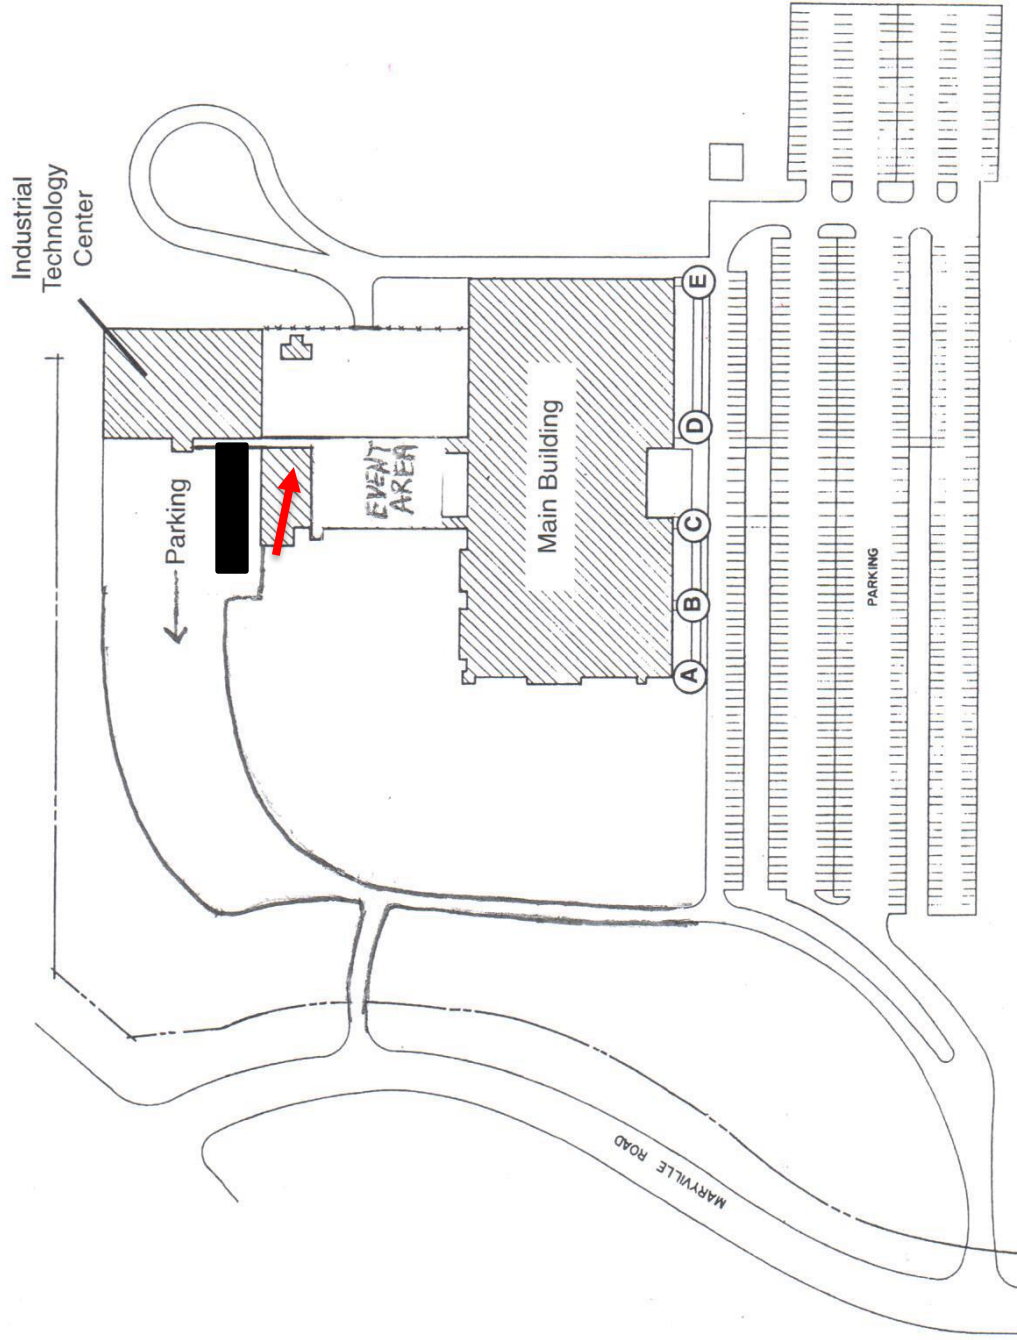 Industrial
Technology
Center
Parking
EVENT
AREA
Main Building
E
D
C
B
A
PARKING
MARYVILLE ROAD